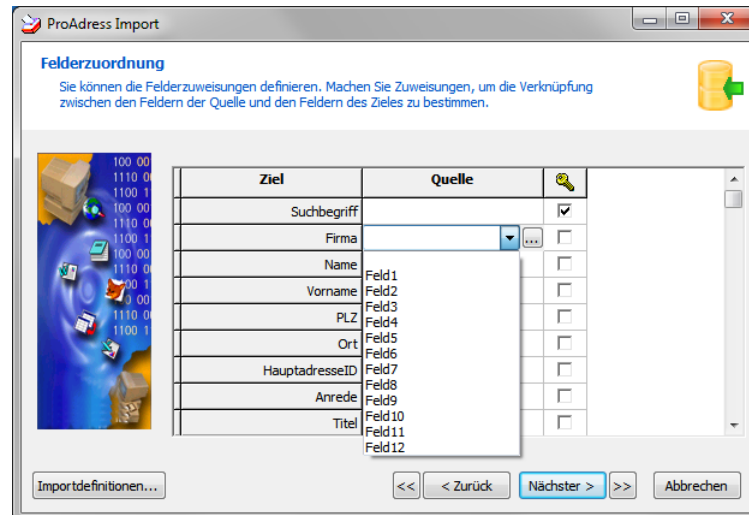 ProAdress Import
Felderzuordnung
Sie können die Felderzuweisungen definieren. Machen Sie Zuweisungen, um die Verknüpfung
zwischen den Feldern der Quelle und den Feldern des Zieles zu bestimmen.
Ziel Quelle
Suchbegriff
Firma ...
Name
Vorname
PLZ
Ort
HauptadresseID
Anrede
Titel
Feld1
Feld2
Feld3
Feld4
Feld5
Feld6
Feld7
Feld8
Feld9
Feld10
Feld11
Feld12
Importdefinitionen... << < Zurück Nächster > >> Abbrechen